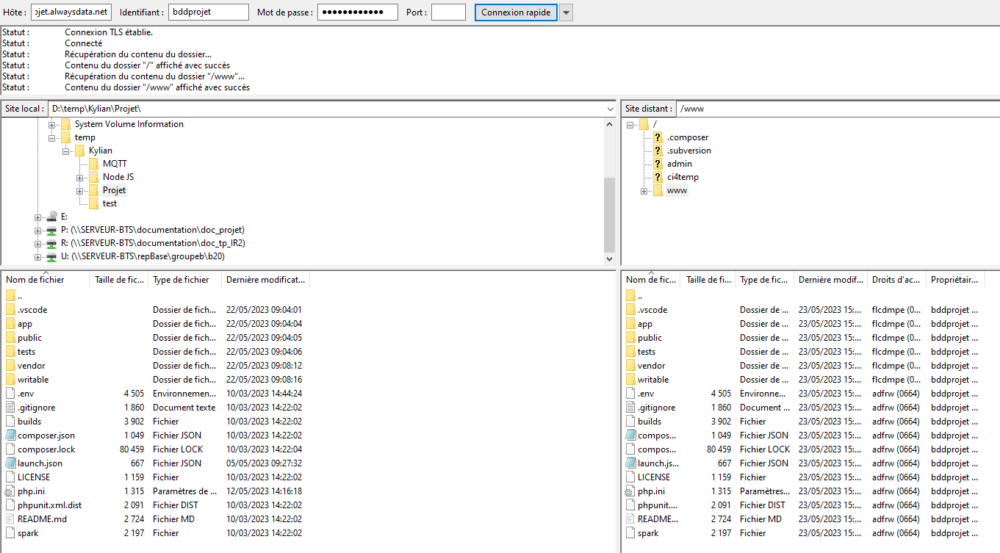 Hôte : ojet.alwaysdata.net Identifiant : bddprojet Mot de passe : ●●●●●●●●●●●● Port : Connexion rapide
Statut : Connexion TLS établie.
Statut : Connecté
Statut : Récupération du contenu du dossier...
Statut : Contenu du dossier "/" affiché avec succès
Statut : Récupération du contenu du dossier "/www"...
Statut : Contenu du dossier "/www" affiché avec succès
Site local : D:\temp\Kylian\Projet\
System Volume Information
temp
Kylian
MQTT
Node JS
Projet
test
E:
P: (\\SERVEUR-BTS\documentation\doc_projet)
R: (\\SERVEUR-BTS\documentation\doc_tp_IR2)
U: (\\SERVEUR-BTS\repBase\groupeb\b20)
Site distant : /www
/
.composer
.subversion
admin
ci4temp
www
Nom de fichier Taille de fic... Type de fichier Dernière modificat...
..
.vscode Dossier de fich... 22/05/2023 09:04:01
app Dossier de fich... 22/05/2023 09:04:04
public Dossier de fich... 22/05/2023 09:04:05
tests Dossier de fich... 22/05/2023 09:04:06
vendor Dossier de fich... 22/05/2023 09:08:12
writable Dossier de fich... 22/05/2023 09:08:16
.env 4 505 Environnemen... 10/03/2023 14:44:24
.gitignore 1 860 Document texte 10/03/2023 14:22:02
builds 3 902 Fichier 10/03/2023 14:22:02
composer.json 1 049 Fichier JSON 10/03/2023 14:22:02
composer.lock 80 459 Fichier LOCK 10/03/2023 14:22:04
launch.json 667 Fichier JSON 05/05/2023 09:27:32
LICENSE 1 159 Fichier 10/03/2023 14:22:02
php.ini 1 315 Paramètres de ... 12/05/2023 14:16:18
phpunit.xml.dist 2 091 Fichier DIST 10/03/2023 14:22:02
README.md 2 724 Fichier MD 10/03/2023 14:22:02
spark 2 197 Fichier 10/03/2023 14:22:02
Nom de fic... Taille de fi... Type de fic... Dernière modif... Droits d'ac... Propriétair...
..
.vscode Dossier de ... 23/05/2023 15:... flcdmpe (0... bddprojet ...
app Dossier de ... 23/05/2023 15:... flcdmpe (0... bddprojet ...
public Dossier de ... 23/05/2023 15:... flcdmpe (0... bddprojet ...
tests Dossier de ... 23/05/2023 15:... flcdmpe (0... bddprojet ...
vendor Dossier de ... 23/05/2023 15:... flcdmpe (0... bddprojet ...
writable Dossier de ... 23/05/2023 15:... flcdmpe (0... bddprojet ...
.env 4 505 Environne... 23/05/2023 15:... adfrw (0664) bddprojet ...
.gitignore 1 860 Document ... 23/05/2023 15:... adfrw (0664) bddprojet ...
builds 3 902 Fichier 23/05/2023 15:... adfrw (0664) bddprojet ...
compos... 1 049 Fichier JSON 23/05/2023 15:... adfrw (0664) bddprojet ...
compos... 80 459 Fichier LOCK 23/05/2023 15:... adfrw (0664) bddprojet ...
launch.js... 667 Fichier JSON 23/05/2023 15:... adfrw (0664) bddprojet ...
LICENSE 1 159 Fichier 23/05/2023 15:... adfrw (0664) bddprojet ...
php.ini 1 315 Paramètres... 23/05/2023 15:... adfrw (0664) bddprojet ...
phpunit.... 2 091 Fichier DIST 23/05/2023 15:... adfrw (0664) bddprojet ...
README... 2 724 Fichier MD 23/05/2023 15:... adfrw (0664) bddprojet ...
spark 2 197 Fichier 23/05/2023 15:... adfrw (0664) bddprojet ...